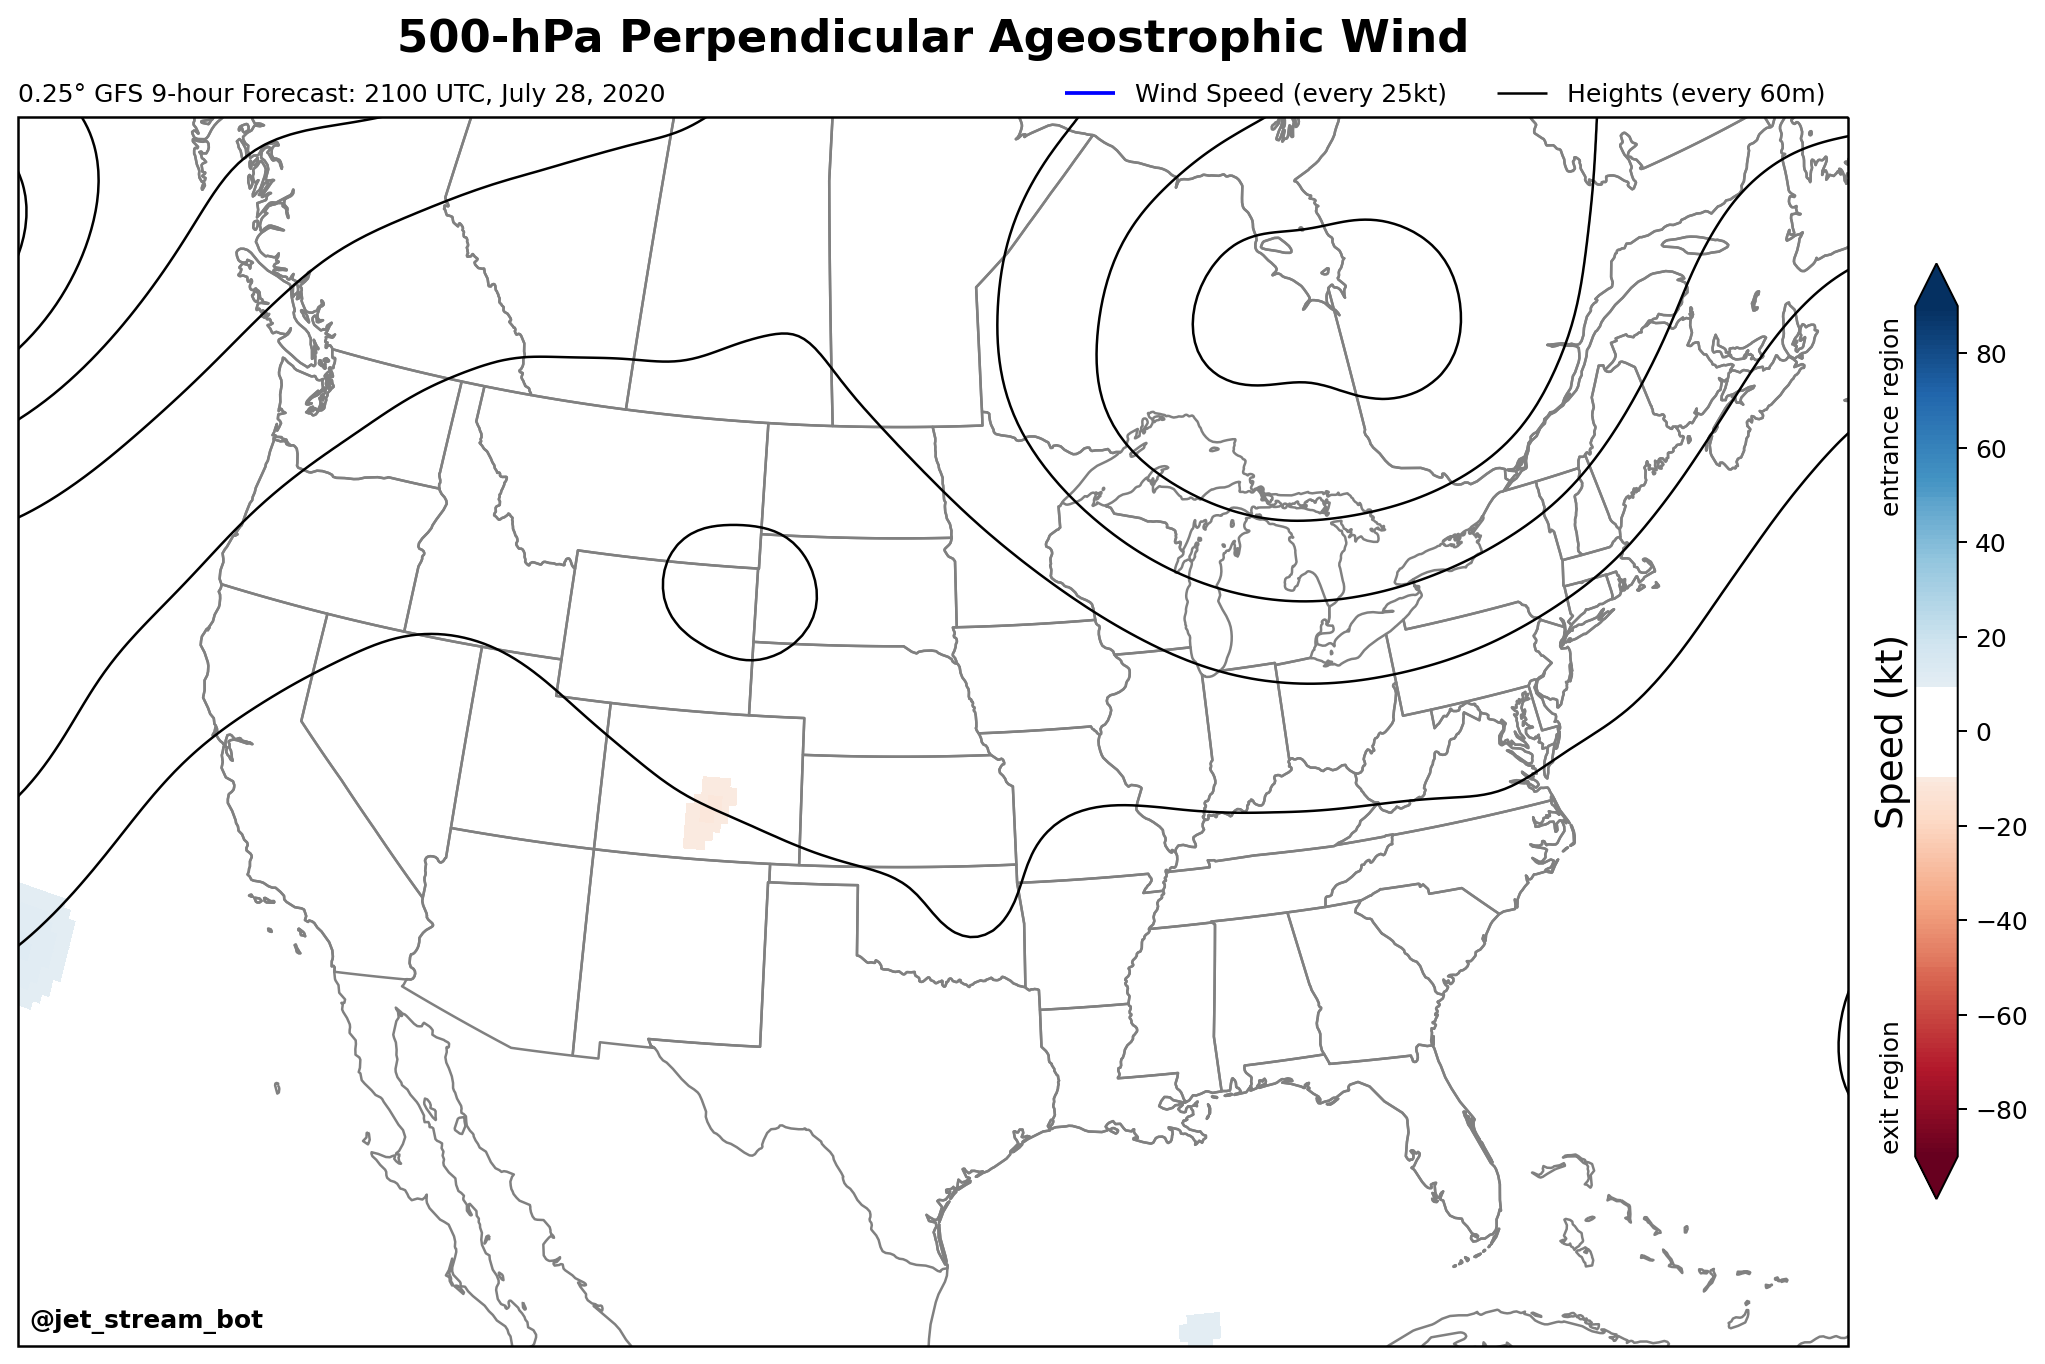 500-hPa Perpendicular Ageostrophic Wind
0.25° GFS 9-hour Forecast: 2100 UTC, July 28, 2020
Wind Speed (every 25kt)
Heights (every 60m)
entrance region
Speed (kt)
exit region
80
60
40
20
0
−20
−40
−60
−80
@jet_stream_bot